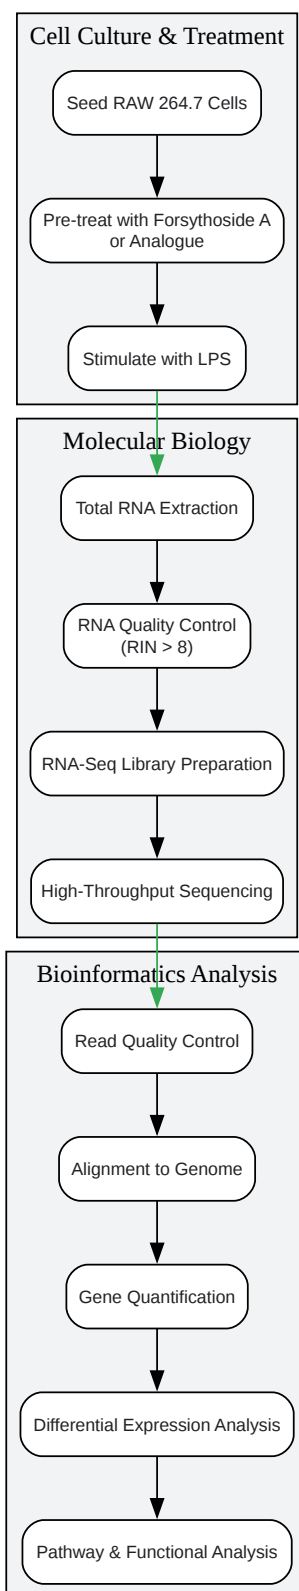 Cell Culture & Treatment
Seed RAW 264.7 Cells
Pre-treat with Forsythoside A
or Analogue
Stimulate with LPS
Molecular Biology
Total RNA Extraction
RNA Quality Control
(RIN > 8)
RNA-Seq Library Preparation
High-Throughput Sequencing
Bioinformatics Analysis
Read Quality Control
Alignment to Genome
Gene Quantification
Differential Expression Analysis
Pathway & Functional Analysis